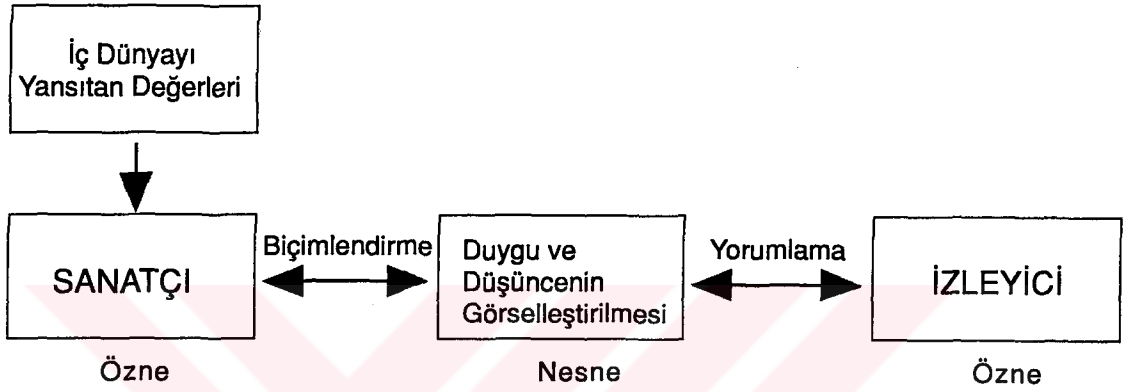 İç Dünyayı
Yansıtan Değerleri
SANATÇI
Özne
Biçimlendirme
Duygu ve
Düşüncenin
Görselleştirilmesi
Nesne
Yorumlama
İZLEYİCİ
Özne